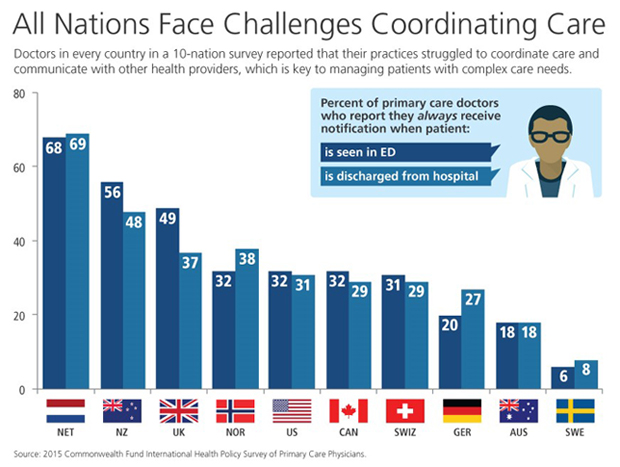 All Nations Face Challenges Coordinating Care
Doctors in every country in a 10-nation survey reported that their practices struggled to coordinate care and
communicate with other health providers, which is key to managing patients with complex care needs.
Percent of primary care doctors
who report they always receive
notification when patient:
is seen in ED
is discharged from hospital
80
60
40
20
0
68 69
56 48
49 37
32 38
32 31
32 29
31 29
20 27
18 18
6 8
NET NZ UK NOR US CAN SWIZ GER AUS SWE
Source: 2015 Commonwealth Fund International Health Policy Survey of Primary Care Physicians.